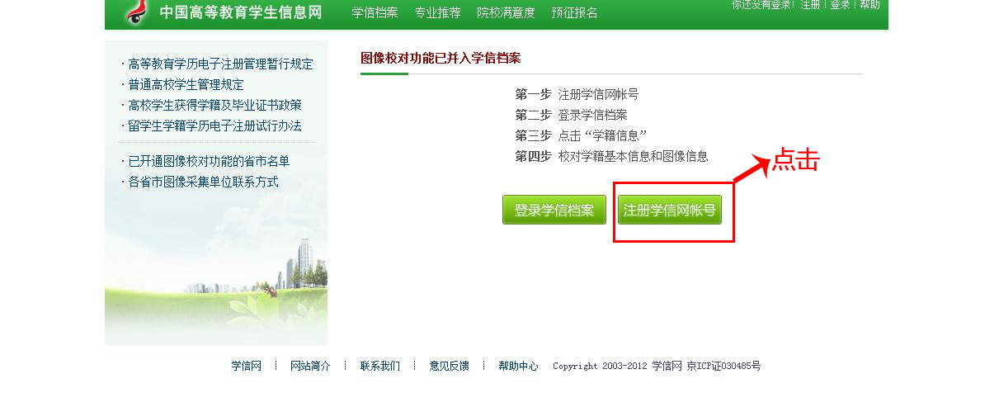 中国高等教育学生信息网 学信档案 专业推荐 院校满意度 预征报名 你还没有登录! 注册 ┊ 登录 ┊ 帮助
· 高等教育学历电子注册管理暂行规定
· 普通高校学生管理规定
· 高校学生获得学籍及毕业证书政策
· 留学生学籍学历电子注册试行办法
· 已开通图像校对功能的省市名单
· 各省市图像采集单位联系方式
图像校对功能已并入学信档案
第一步 注册学信网帐号
第二步 登录学信档案
第三步 点击“学籍信息”
第四步 校对学籍基本信息和图像信息
点击
登录学信档案 注册学信网帐号
学信网 ┊ 网站简介 ┊ 联系我们 ┊ 意见反馈 ┊ 帮助中心 Copyright 2003-2012 学信网 京ICP证030485号